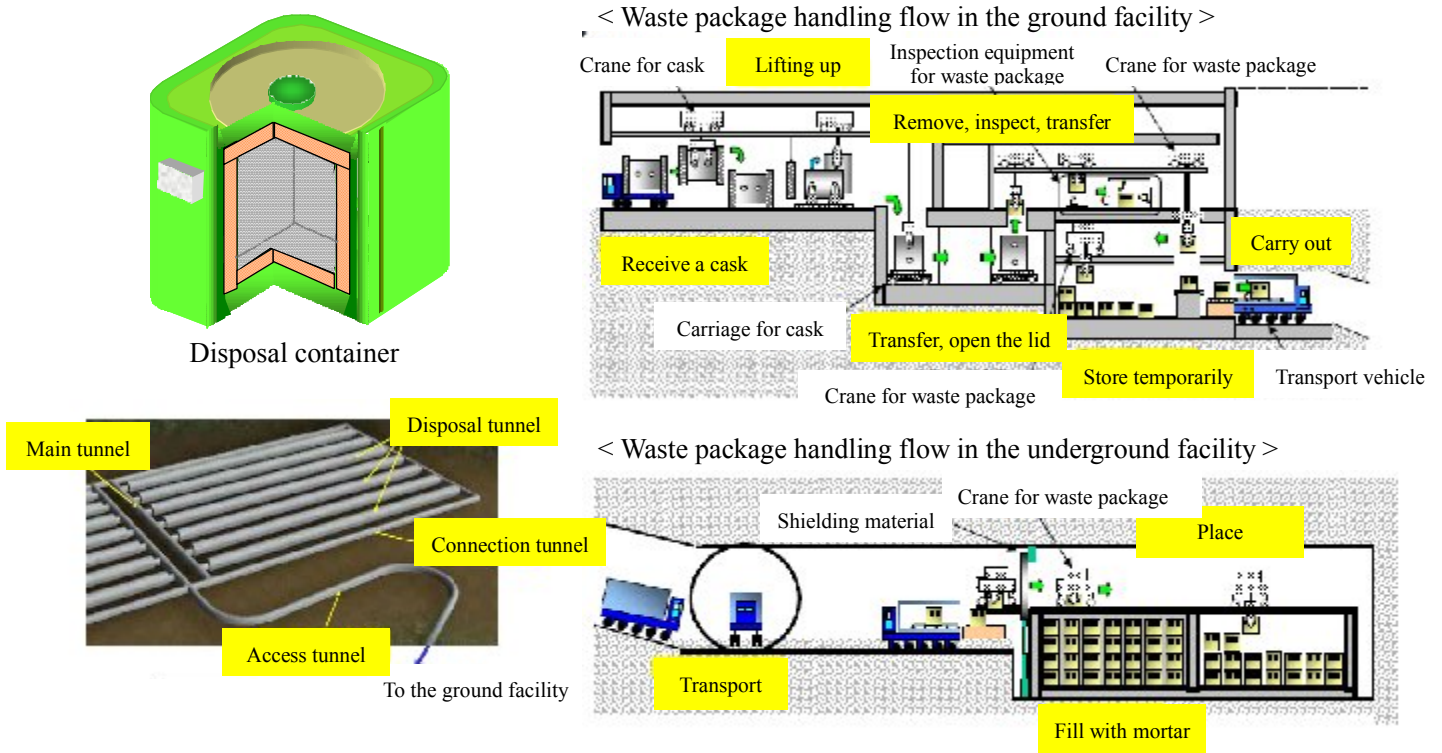 < Waste package handling flow in the ground facility >
Crane for cask
Lifting up
Inspection equipment
for waste package
Crane for waste package
Remove, inspect, transfer
Receive a cask
Carry out
Carriage for cask
Transfer, open the lid
Store temporarily
Transport vehicle
Crane for waste package
Disposal container
Main tunnel
Disposal tunnel
Connection tunnel
Access tunnel
To the ground facility
< Waste package handling flow in the underground facility >
Crane for waste package
Shielding material
Place
Transport
Fill with mortar